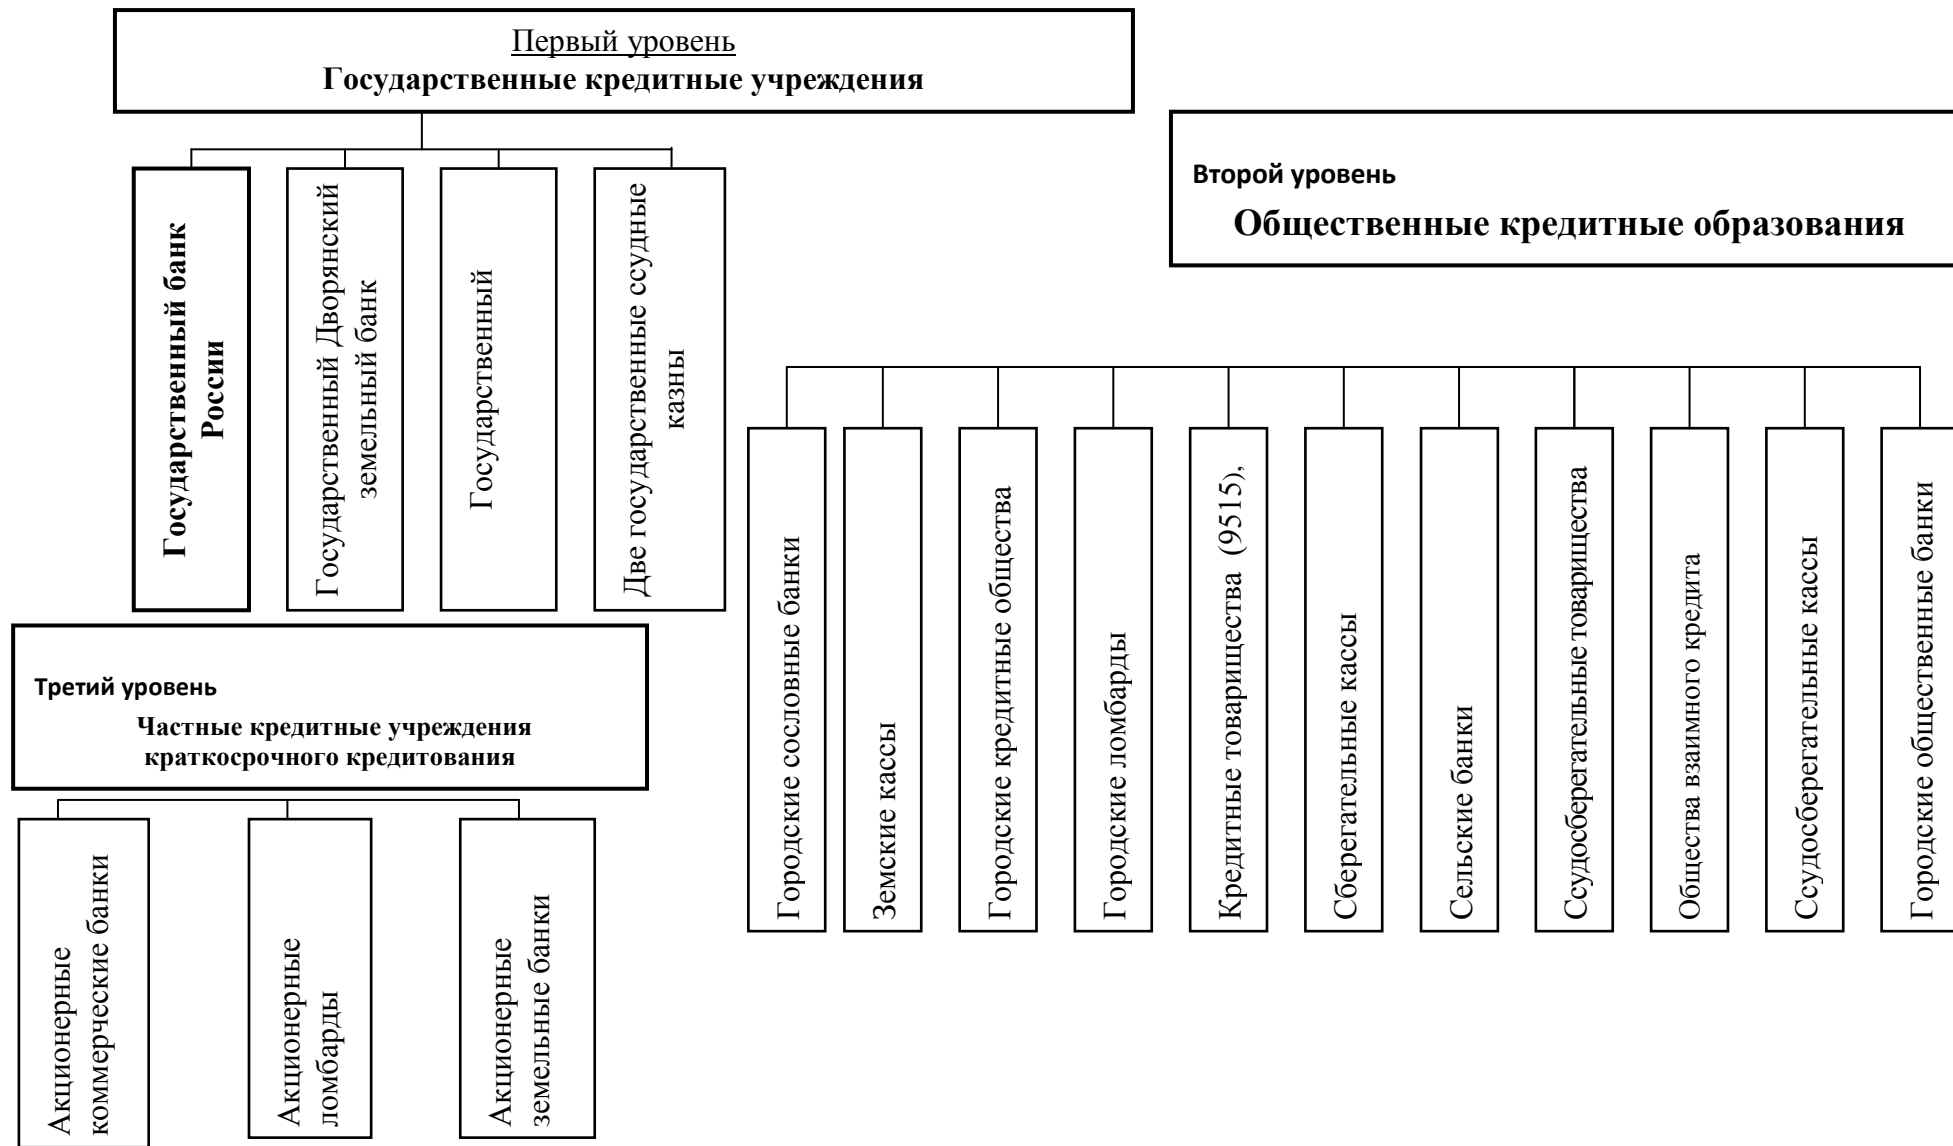 Первый уровень
Государственные кредитные учреждения
Второй уровень
Общественные кредитные образования
Государственный банк
России
Государственный Дворянский
земельный банк
Государственный
Две государственные ссудные
казны
Городские сословные банки
Земские кассы
Городские кредитные общества
Городские ломбарды
Кредитные товарищества (9515),
Сберегательные кассы
Сельские банки
Ссудосберегательные товарищества
Общества взаимного кредита
Ссудосберегательные кассы
Городские общественные банки
Третий уровень
Частные кредитные учреждения
краткосрочного кредитования
Акционерные
коммерческие банки
Акционерные
ломбарды
Акционерные
земельные банки